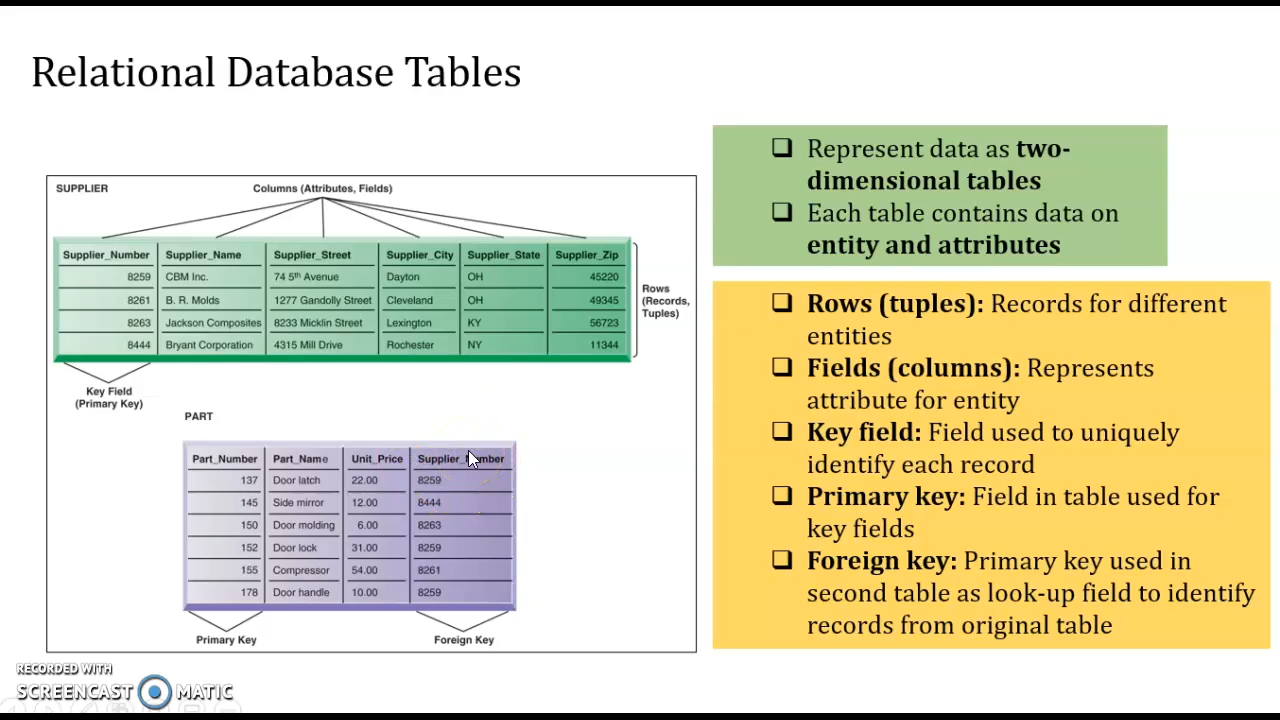 Relational Database Tables
SUPPLIER
Columns (Attributes, Fields)
Supplier_Number Supplier_Name Supplier_Street Supplier_City Supplier_State Supplier_Zip
8259 CBM Inc. 74 5th Avenue Dayton OH 45220
8261 B. R. Molds 1277 Gandolly Street Cleveland OH 49345
8263 Jackson Composites 8233 Micklin Street Lexington KY 56723
8444 Bryant Corporation 4315 Mill Drive Rochester NY 11344
Rows
(Records,
Tuples)
Key Field
(Primary Key)
PART
Part_Number Part_Name Unit_Price Supplier_Number
137 Door latch 22.00 8259
145 Side mirror 12.00 8444
150 Door molding 6.00 8263
152 Door lock 31.00 8259
155 Compressor 54.00 8261
178 Door handle 10.00 8259
Primary Key
Foreign Key
Represent data as two-
dimensional tables
Each table contains data on
entity and attributes
Rows (tuples): Records for different
entities
Fields (columns): Represents
attribute for entity
Key field: Field used to uniquely
identify each record
Primary key: Field in table used for
key fields
Foreign key: Primary key used in
second table as look-up field to identify
records from original table
RECORDED WITH
SCREENCAST MATIC